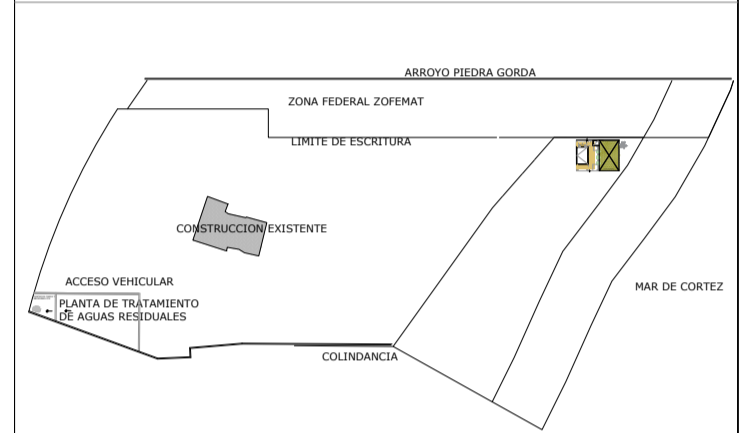 ARROYO PIEDRA GORDA
ZONA FEDERAL ZOFEMAT
LIMITE DE ESCRITURA
CONSTRUCCION EXISTENTE
ACCESO VEHICULAR
PLANTA DE TRATAMIENTO
DE AGUAS RESIDUALES
MAR DE CORTEZ
COLINDANCIA